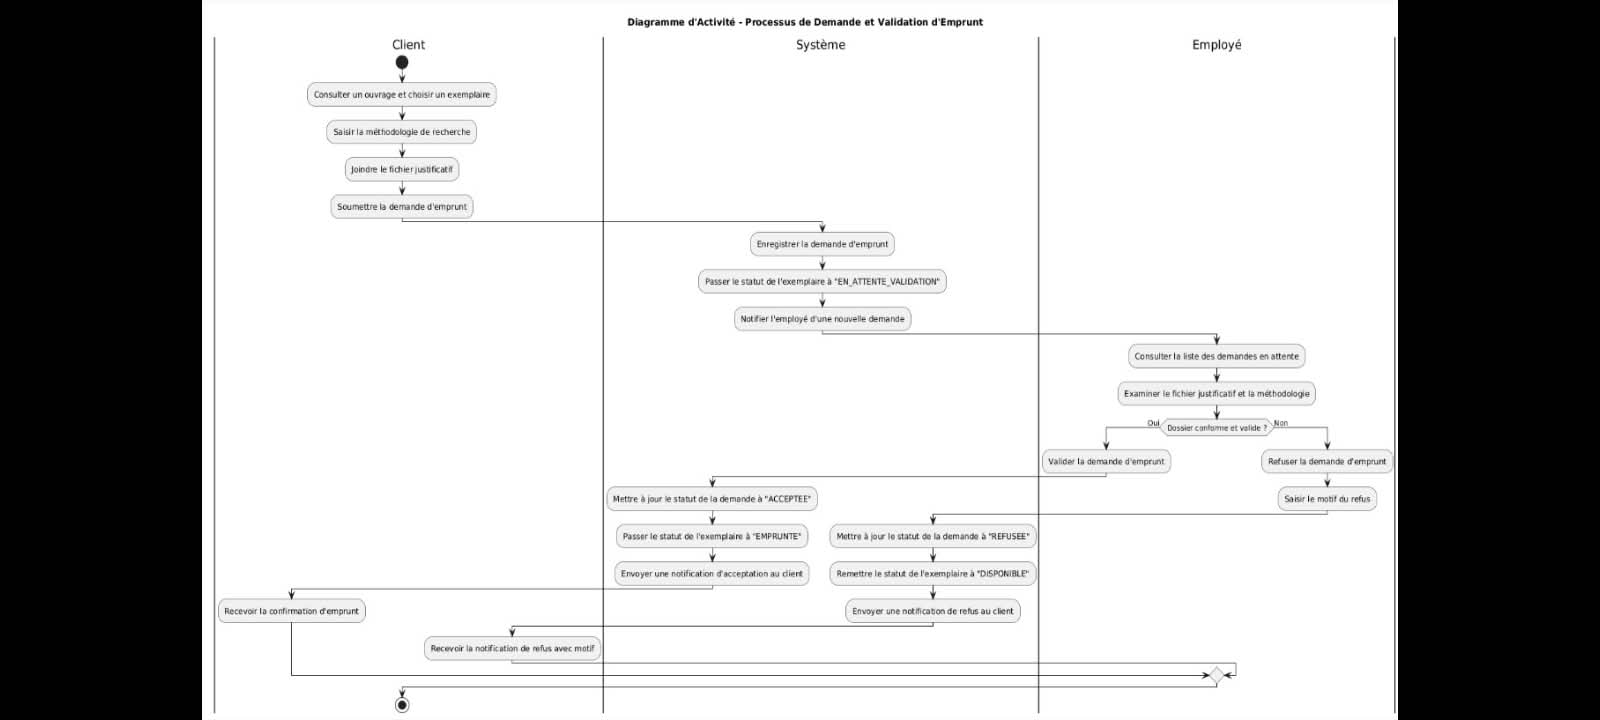 Diagramme d'Activité - Processus de Demande et Validation d'Emprunt
Client
Système
Employé
Consulter un ouvrage et choisir un exemplaire
Saisir la méthodologie de recherche
Joindre le fichier justificatif
Soumettre la demande d'emprunt
Enregistrer la demande d'emprunt
Passer le statut de l'exemplaire à "EN_ATTENTE_VALIDATION"
Notifier l'employé d'une nouvelle demande
Consulter la liste des demandes en attente
Examiner le fichier justificatif et la méthodologie
Oui
Dossier conforme et valide ?
Non
Valider la demande d'emprunt
Refuser la demande d'emprunt
Mettre à jour le statut de la demande à "ACCEPTEE"
Saisir le motif du refus
Passer le statut de l'exemplaire à "EMPRUNTE"
Mettre à jour le statut de la demande à "REFUSEE"
Envoyer une notification d'acceptation au client
Remettre le statut de l'exemplaire à "DISPONIBLE"
Recevoir la confirmation d'emprunt
Envoyer une notification de refus au client
Recevoir la notification de refus avec motif